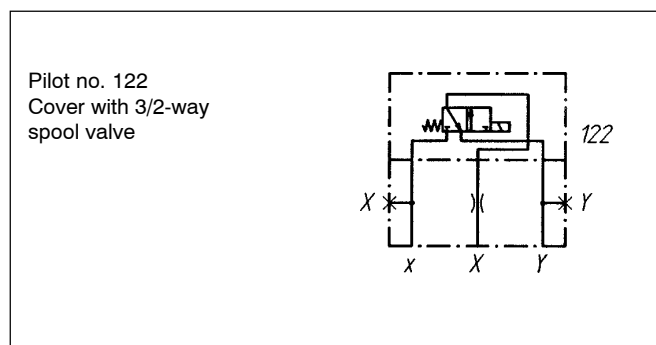 Pilot no. 122
Cover with 3/2-way
spool valve
122
X
Y
x
X
Y